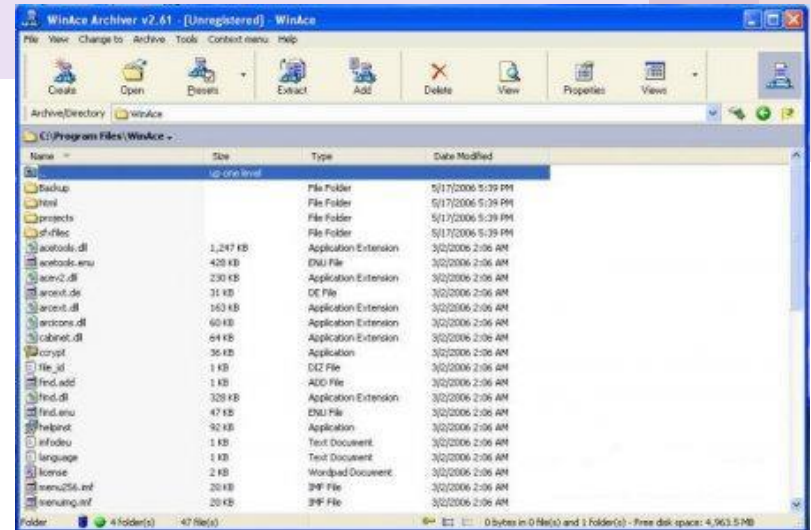 WinAce Archiver v2.61 - [Unregistered] - WinAce
File View Change to Archive Tools Context menu Help
Create Open Presets Extract Add Delete View Properties Views
Archive/Directory WinAce
C:\Program Files\WinAce
Name Size Type Date Modified
.. up one level
Backup File Folder 5/17/2006 5:39 PM
html File Folder 5/17/2006 5:39 PM
projects File Folder 5/17/2006 5:39 PM
sfxfiles File Folder 5/17/2006 5:39 PM
acetools.dll 1,247 KB Application Extension 3/2/2006 2:06 AM
acetools.enu 428 KB ENU File 3/2/2006 2:06 AM
acev2.dll 230 KB Application Extension 3/2/2006 2:06 AM
arcext.de 31 KB DE File 3/2/2006 2:06 AM
arcext.dll 163 KB Application Extension 3/2/2006 2:06 AM
arcicons.dll 60 KB Application Extension 3/2/2006 2:06 AM
cabinet.dll 64 KB Application Extension 3/2/2006 2:06 AM
ccrypt 36 KB Application 3/2/2006 2:06 AM
file_id 1 KB DIZ File 3/2/2006 2:06 AM
find.add 1 KB ADD File 3/2/2006 2:06 AM
find.dll 328 KB Application Extension 3/2/2006 2:06 AM
find.enu 47 KB ENU File 3/2/2006 2:06 AM
helpinst 92 KB Application 3/2/2006 2:06 AM
infodeu 1 KB Text Document 3/2/2006 2:06 AM
language 1 KB Text Document 3/2/2006 2:06 AM
license 2 KB Wordpad Document 3/2/2006 2:06 AM
menu256.imf 20 KB IMF File 3/2/2006 2:06 AM
menuimg.imf 20 KB IMF File 3/2/2006 2:06 AM
Folder 4 folder(s) 47 file(s) 0 bytes in 0 file(s) and 1 folder(s) - Free disk space: 4,961.5 MB